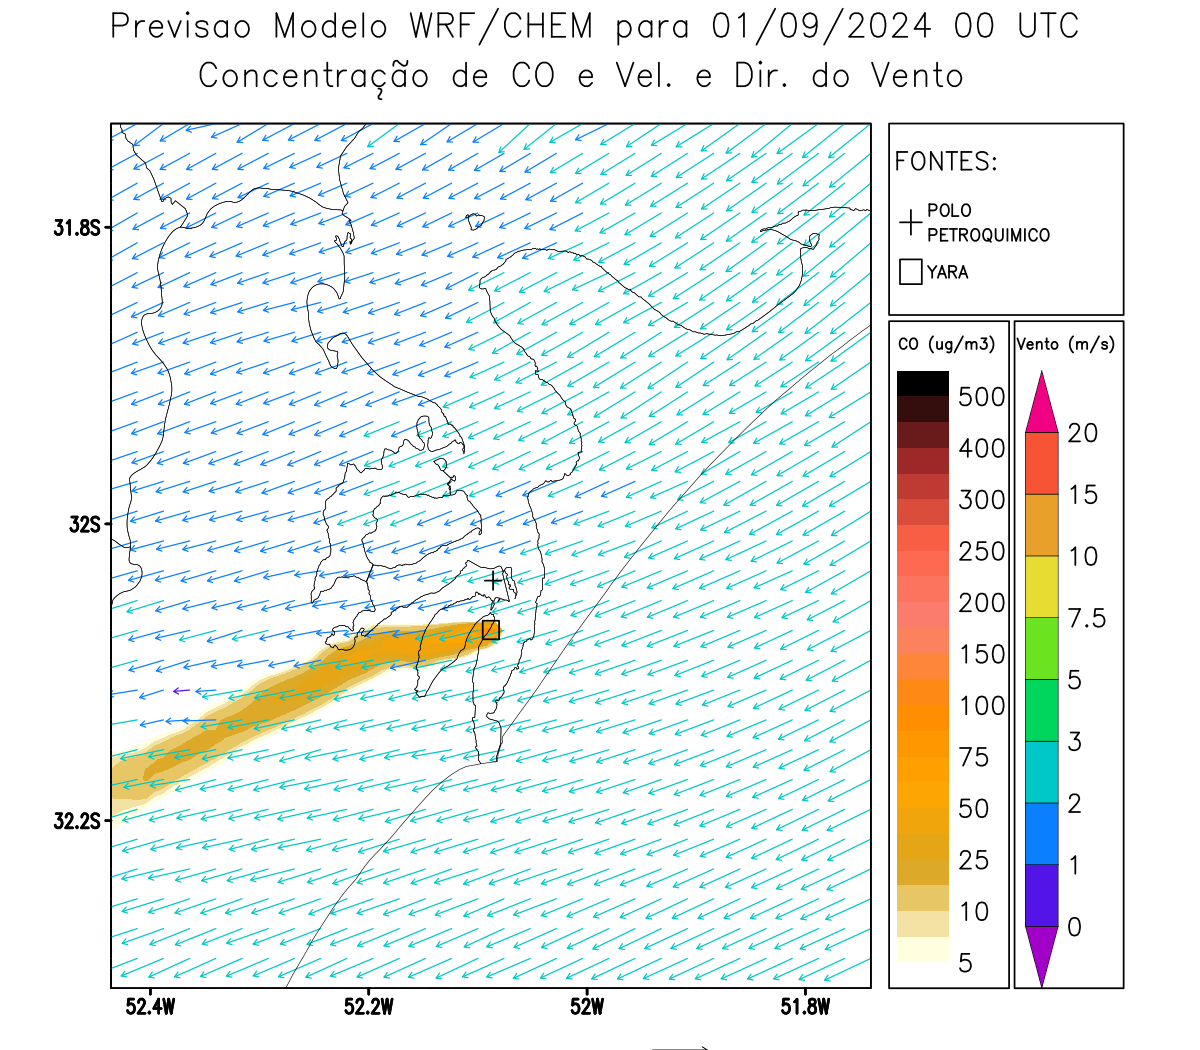 Previsao Modelo WRF/CHEM para 01/09/2024 00 UTC
Concentração de CO e Vel. e Dir. do Vento
31.8S
32S
32.2S
52.4W
52.2W
52W
51.8W
FONTES:
POLO
PETROQUIMICO
YARA
CO (ug/m3)
500
400
300
250
200
150
100
75
50
25
10
5
Vento (m/s)
20
15
10
7.5
5
3
2
1
0